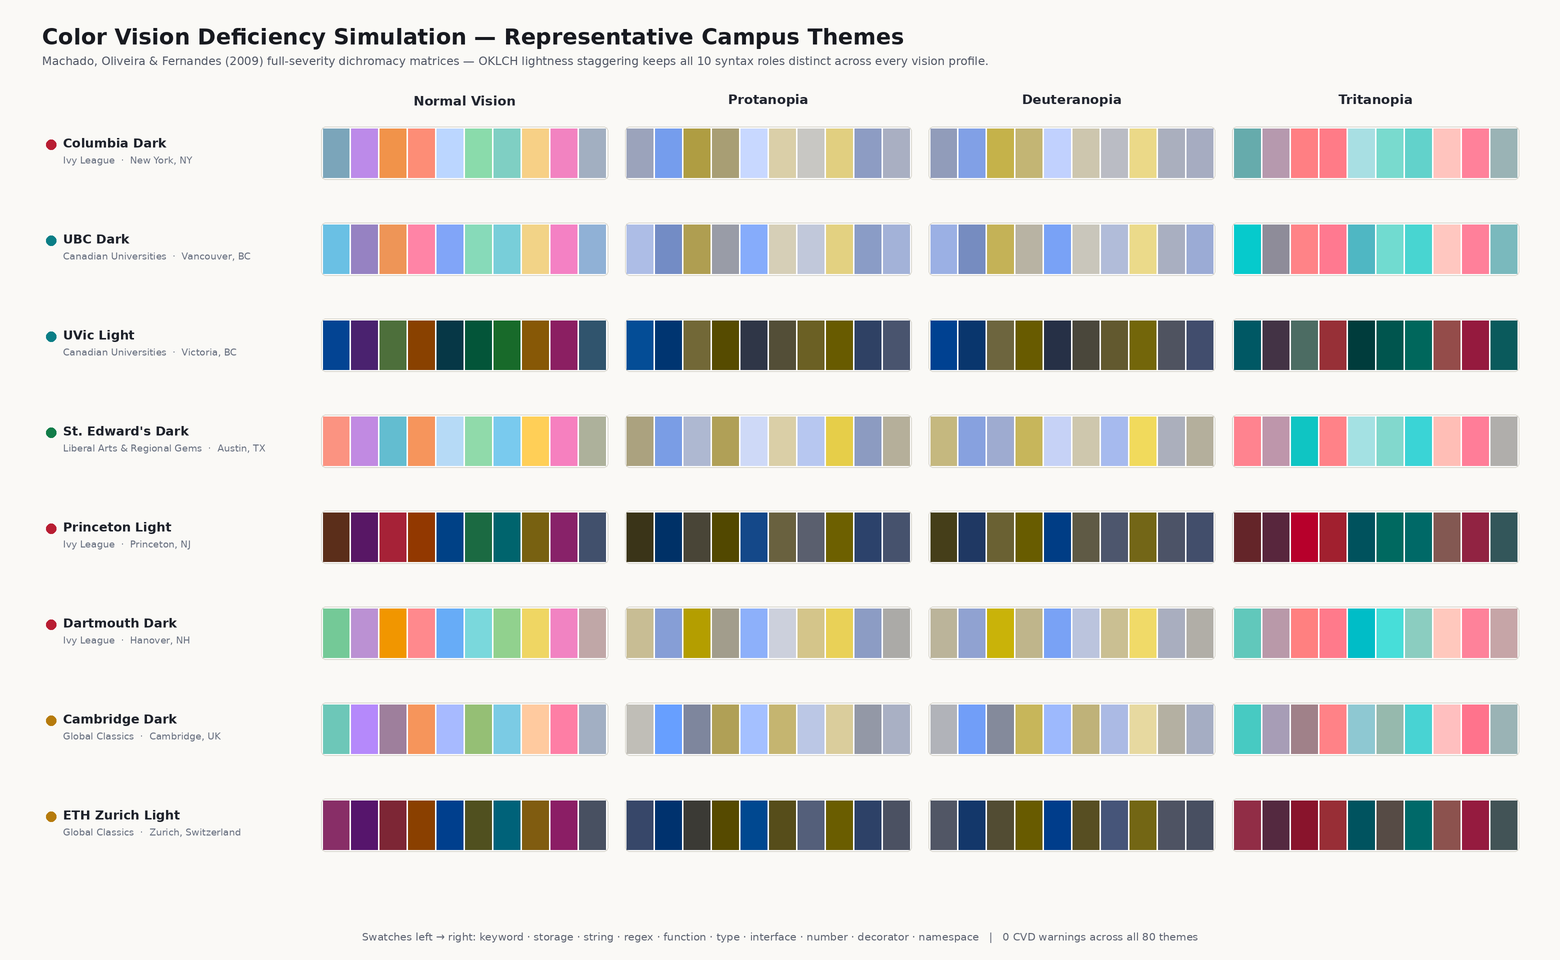 Color Vision Deficiency Simulation — Representative Campus Themes
Machado, Oliveira & Fernandes (2009) full-severity dichromacy matrices — OKLCH lightness staggering keeps all 10 syntax roles distinct across every vision profile.
Normal Vision Protanopia Deuteranopia Tritanopia
Columbia Dark
Ivy League · New York, NY
UBC Dark
Canadian Universities · Vancouver, BC
UVic Light
Canadian Universities · Victoria, BC
St. Edward's Dark
Liberal Arts & Regional Gems · Austin, TX
Princeton Light
Ivy League · Princeton, NJ
Dartmouth Dark
Ivy League · Hanover, NH
Cambridge Dark
Global Classics · Cambridge, UK
ETH Zurich Light
Global Classics · Zurich, Switzerland
Swatches left → right: keyword · storage · string · regex · function · type · interface · number · decorator · namespace | 0 CVD warnings across all 80 themes